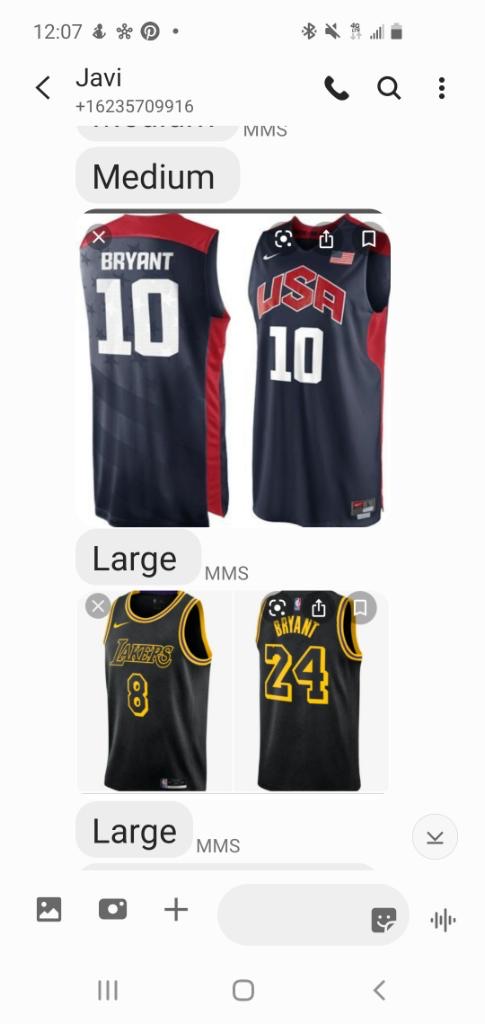 12:07
Javi
+16235709916
MMS
Medium
BRYANT
10
USA
10
Large
MMS
LAKERS
8
BRYANT
24
Large
MMS